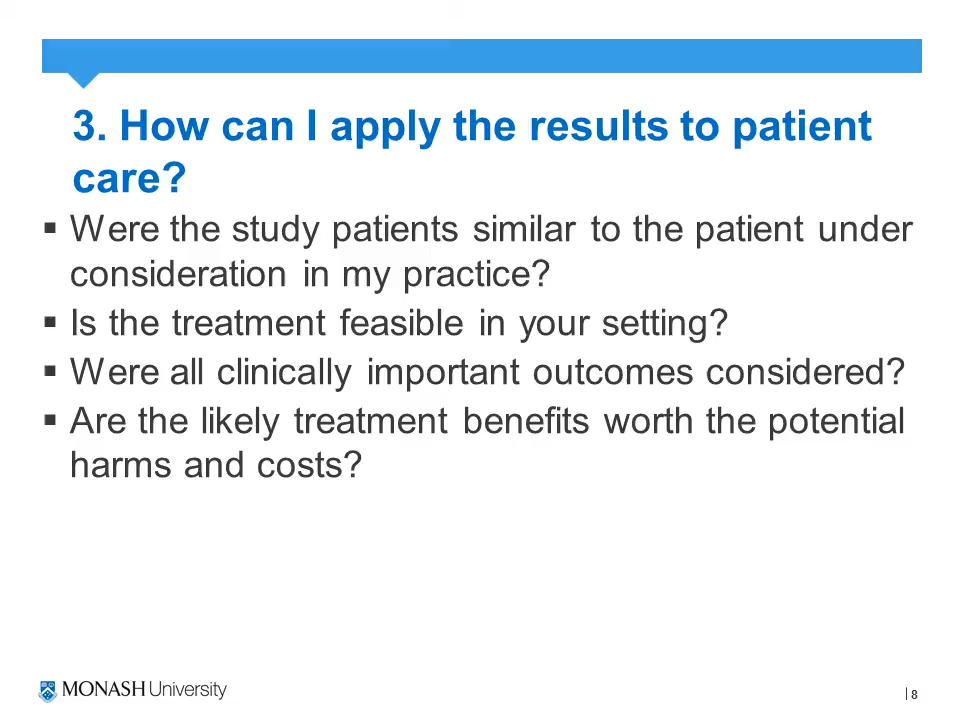 3. How can I apply the results to patient
care?
▪ Were the study patients similar to the patient under
consideration in my practice?
▪ Is the treatment feasible in your setting?
▪ Were all clinically important outcomes considered?
▪ Are the likely treatment benefits worth the potential
harms and costs?
MONASH University
| 8